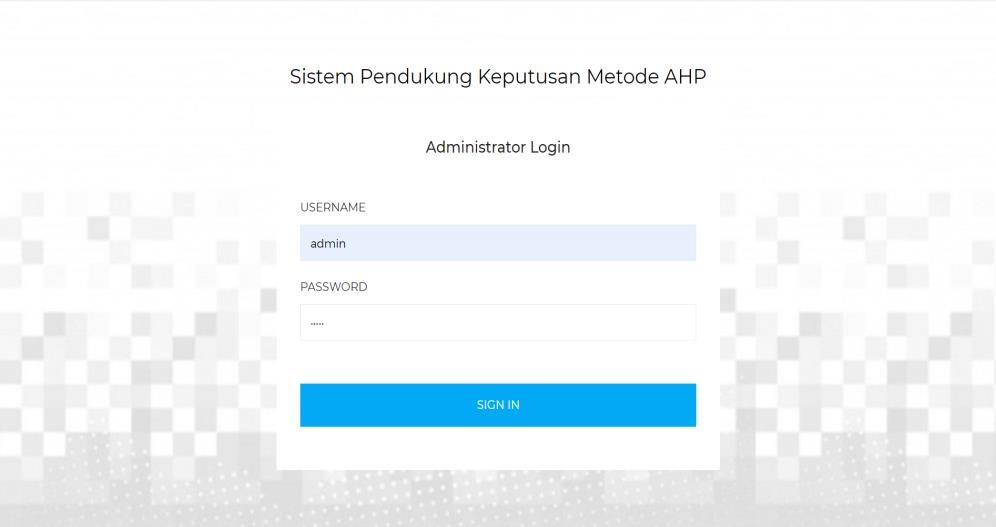 Sistem Pendukung Keputusan Metode AHP
Administrator Login
USERNAME
admin
PASSWORD
.....
SIGN IN